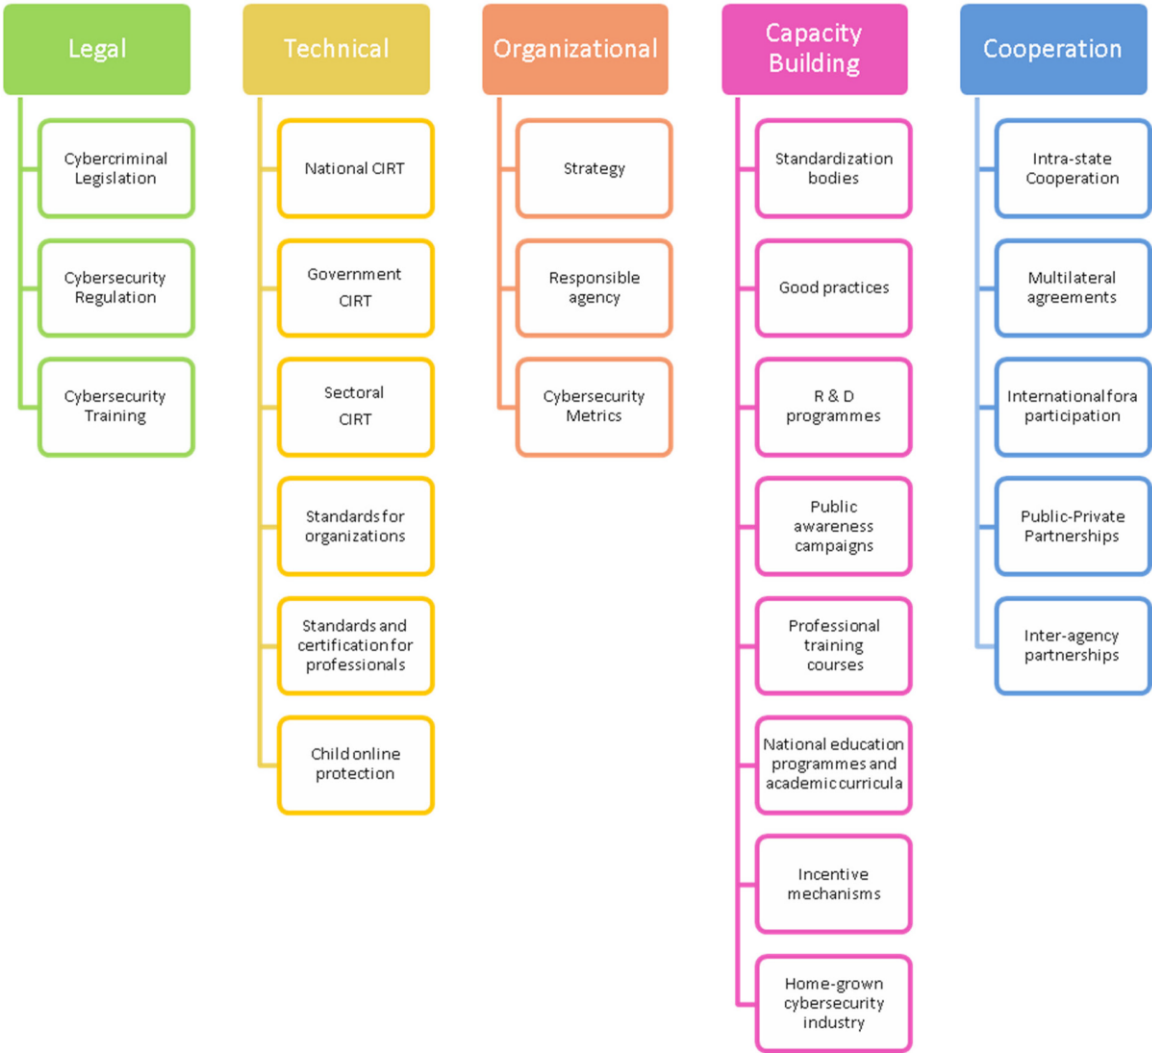 Legal
Cybercriminal
Legislation
Cybersecurity
Regulation
Cybersecurity
Training
Technical
National CIRT
Government
CIRT
Sectoral
CIRT
Standards for
organizations
Standards and
certification for
professionals
Child online
protection
Organizational
Strategy
Responsible
agency
Cybersecurity
Metrics
Capacity
Building
Standardization
bodies
Good practices
R & D
programmes
Public
awareness
campaigns
Professional
training
courses
National education
programmes and
academic curricula
Incentive
mechanisms
Home-grown
cybersecurity
industry
Cooperation
Intra-state
Cooperation
Multilateral
agreements
International fora
participation
Public-Private
Partnerships
Inter-agency
partnerships